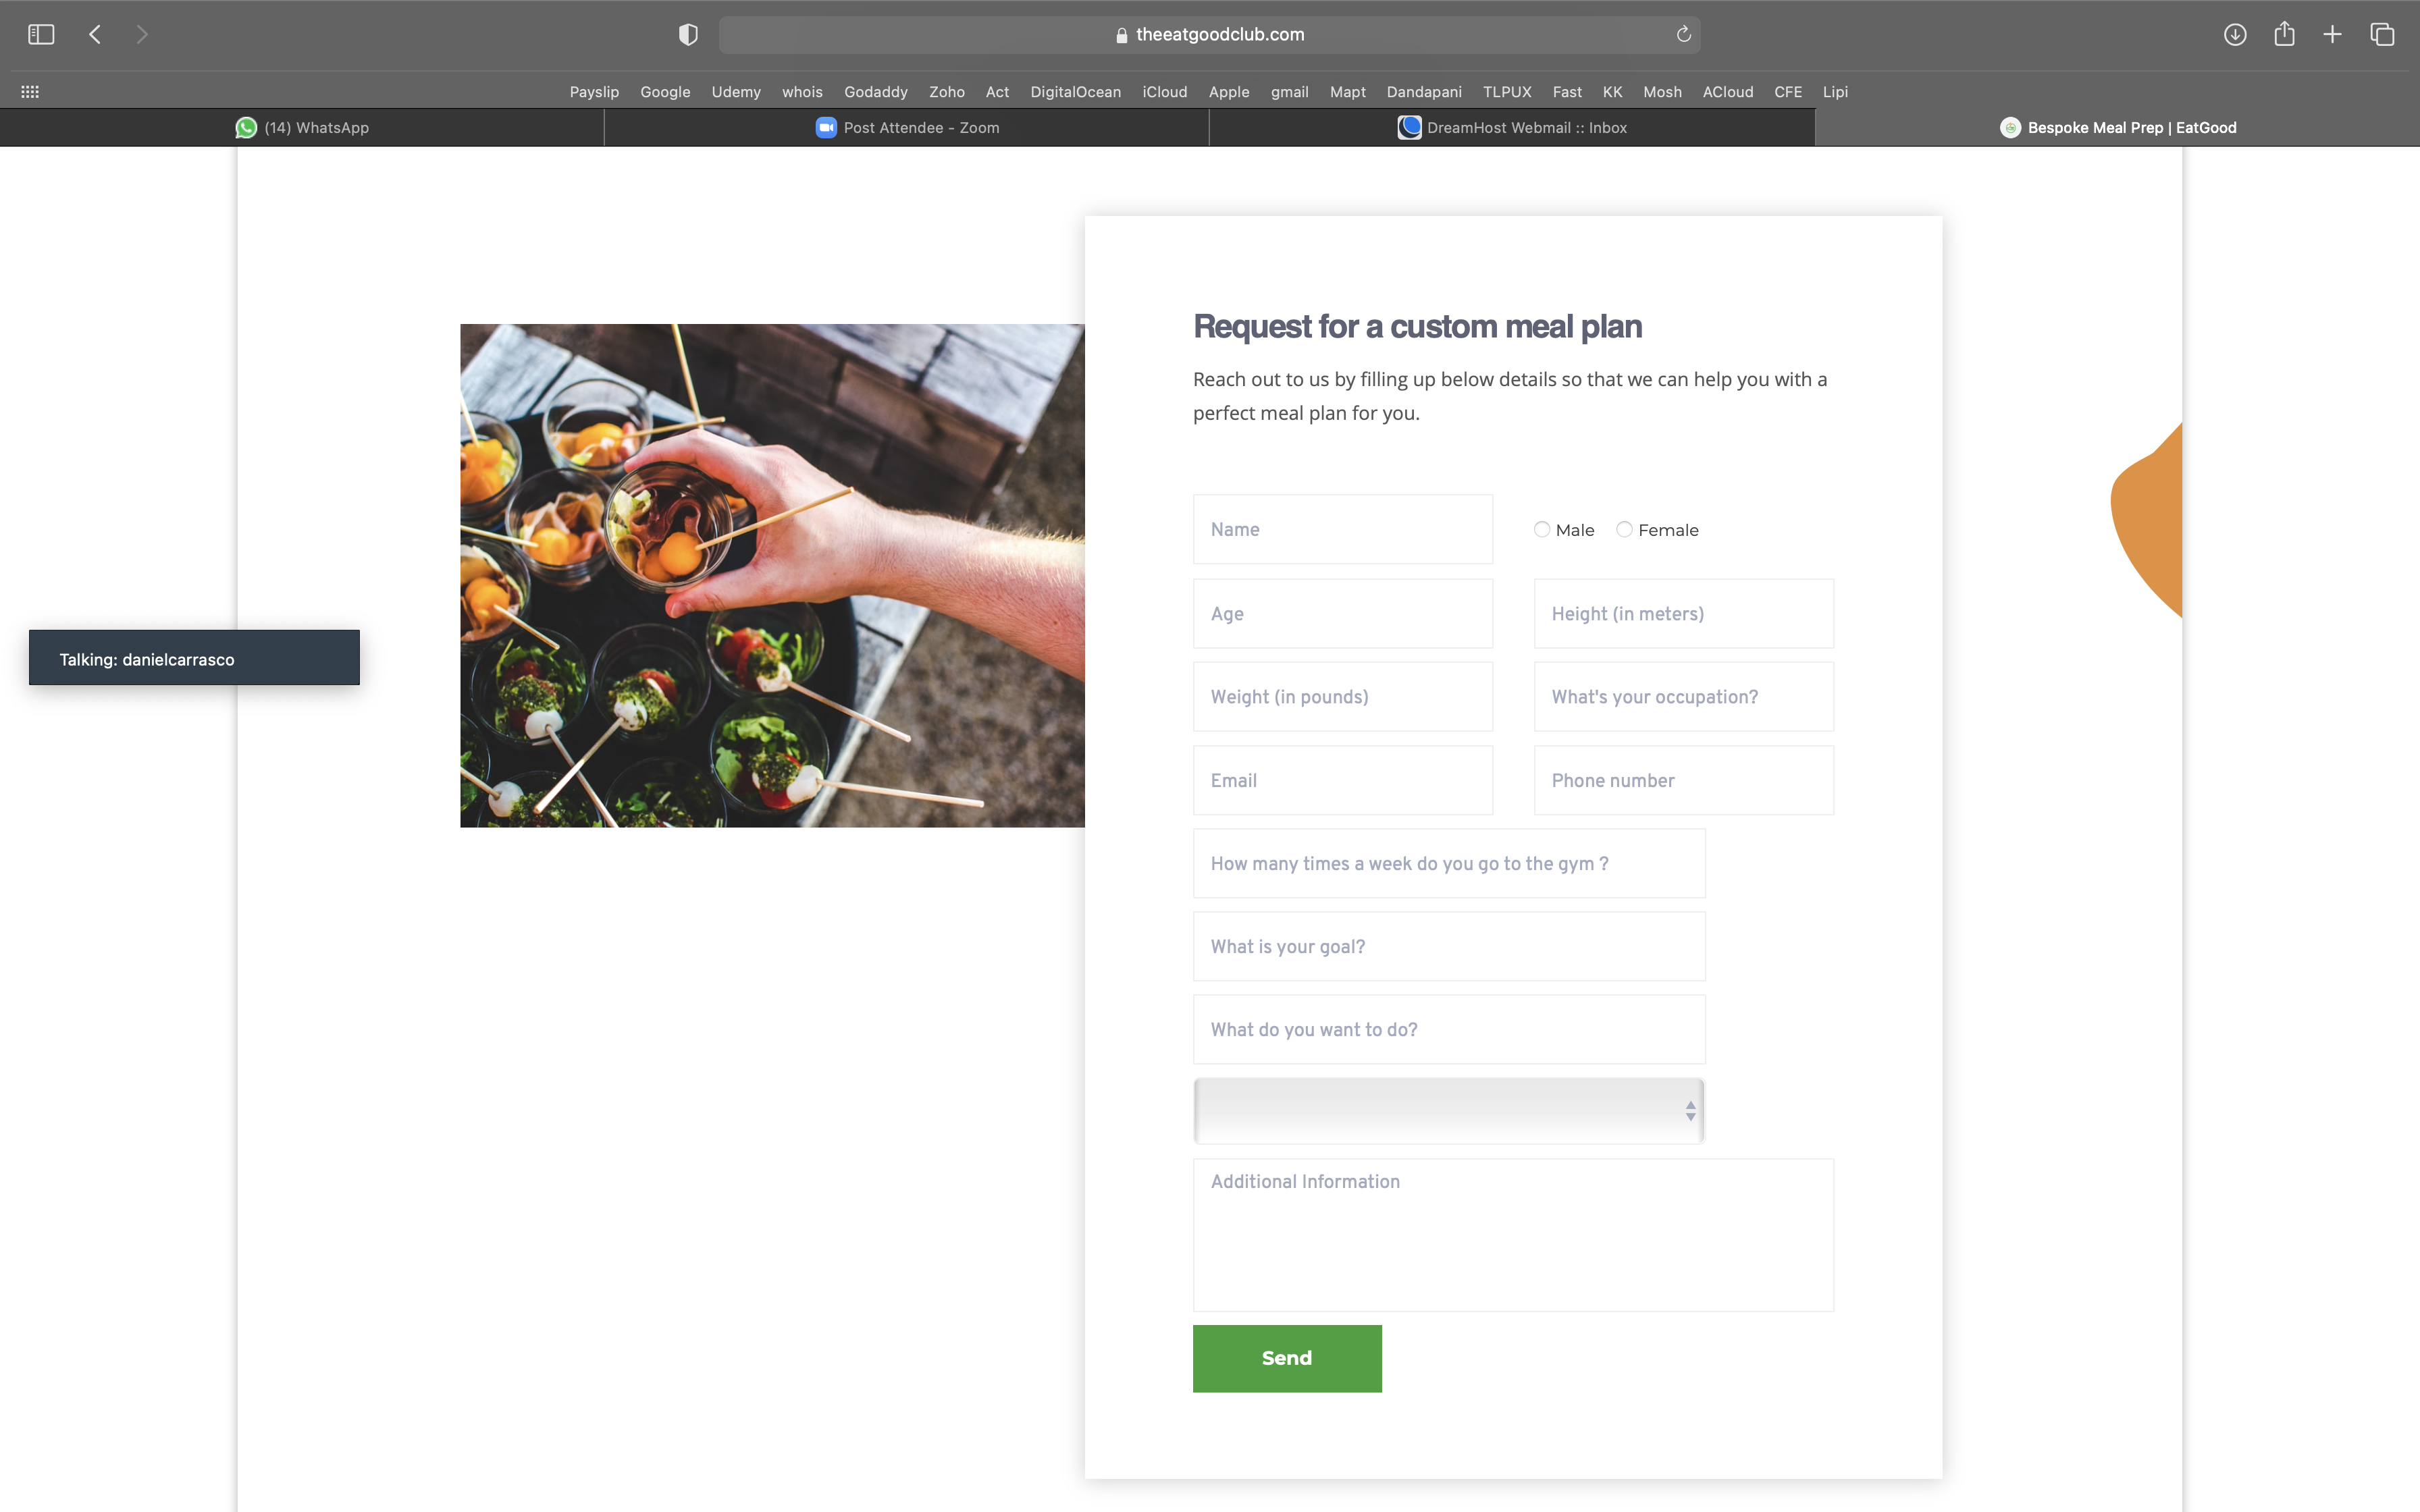 theeatgoodclub.com
Payslip Google Udemy whois Godaddy Zoho Act DigitalOcean iCloud Apple gmail Mapt Dandapani TLPUX Fast KK Mosh ACloud CFE Lipi
(14) WhatsApp
Post Attendee - Zoom
DreamHost Webmail :: Inbox
Bespoke Meal Prep | EatGood
Talking: danielcarrasco
Request for a custom meal plan
Reach out to us by filling up below details so that we can help you with a
perfect meal plan for you.
Name
Male Female
Age
Height (in meters)
Weight (in pounds)
What's your occupation?
Email
Phone number
How many times a week do you go to the gym ?
What is your goal?
What do you want to do?
Additional Information
Send